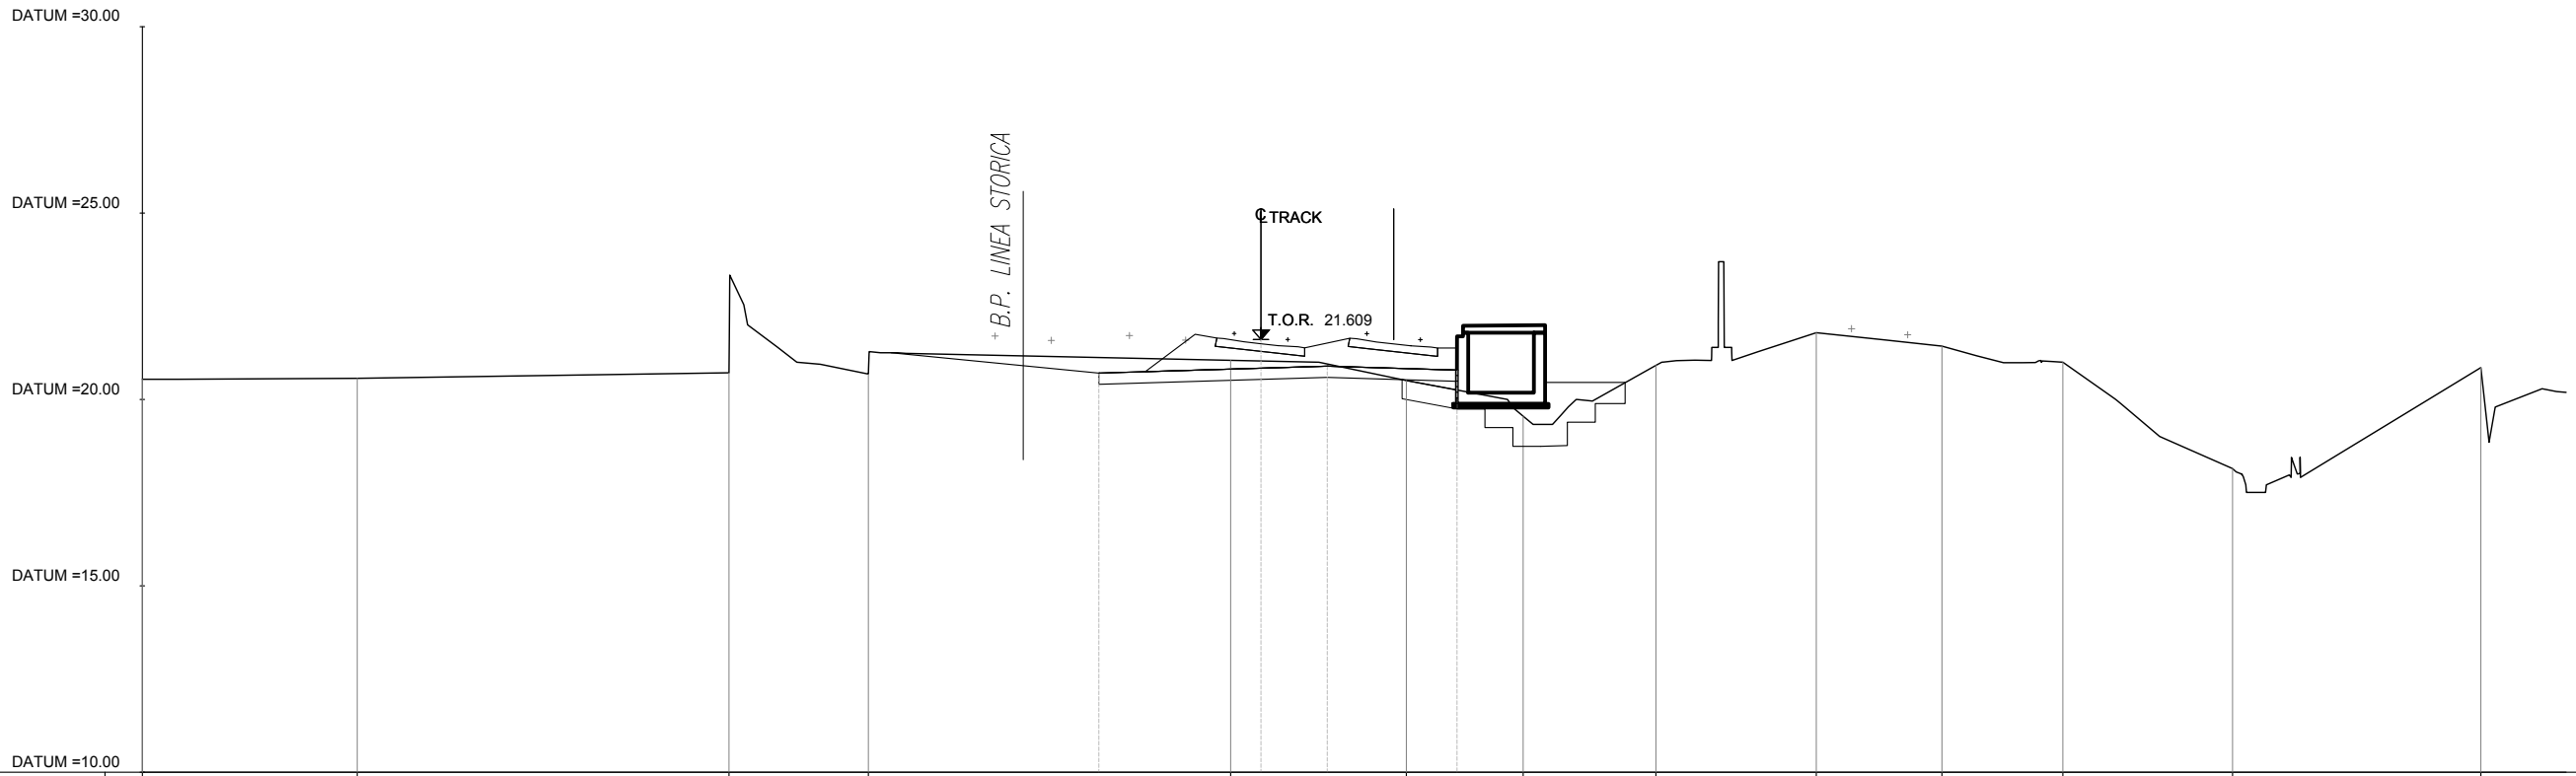 DATUM =30.00
DATUM =25.00
B.P. LINEA STORICA
℄ TRACK
T.O.R. 21.609
DATUM =20.00
DATUM =15.00
DATUM =10.00